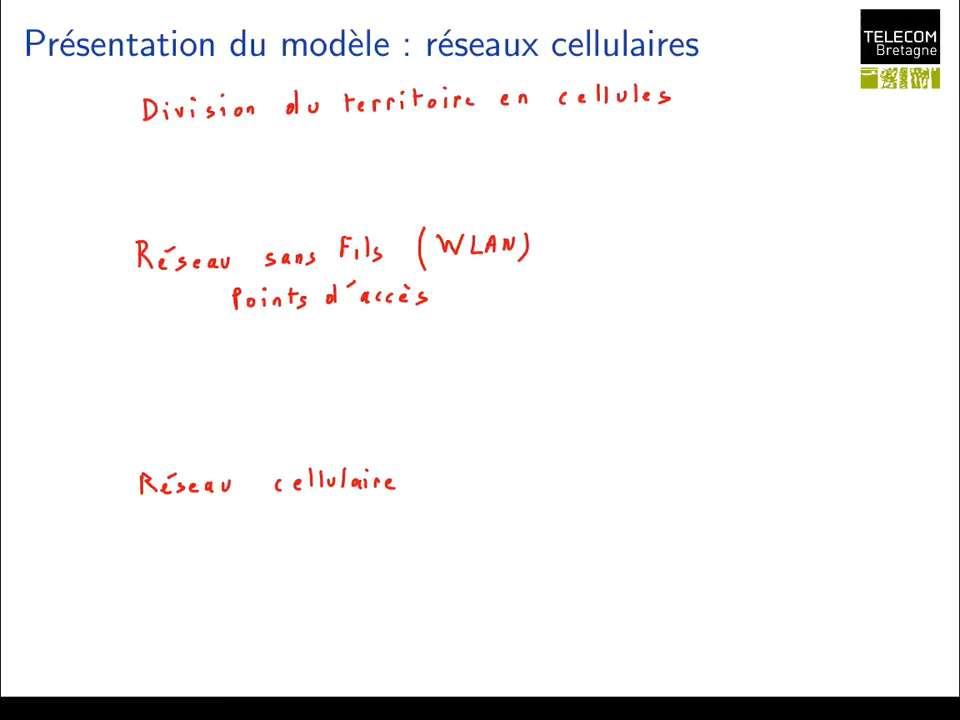 Présentation du modèle : réseaux cellulaires
TELECOM
Bretagne
Division du territoire en cellules
Réseau sans Fils (WLAN)
Points d'accès
Réseau cellulaire